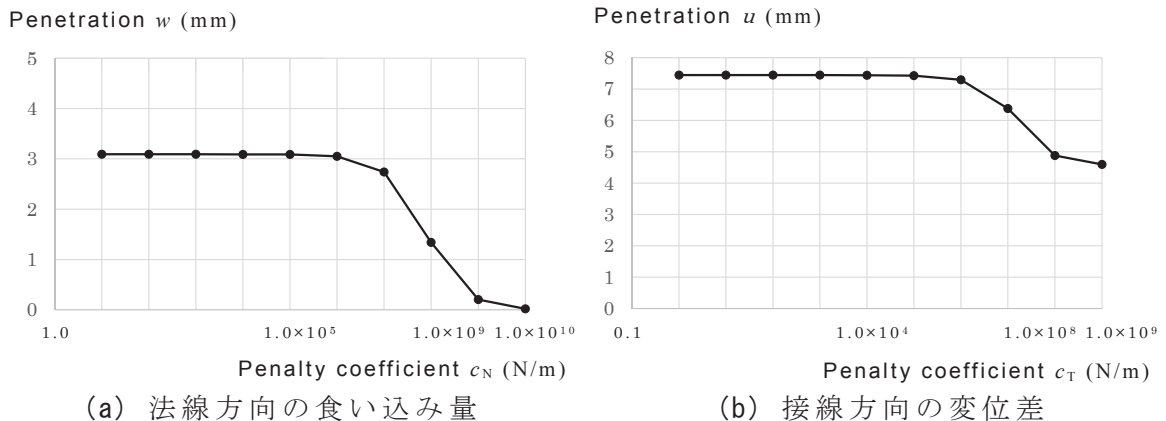 Penetration w (mm)
5
4
3
2
1
0
1.0 1.0×10⁵ 1.0×10⁹ 1.0×10¹⁰
Penalty coefficient cN (N/m)
(a) 法線方向の食い込み量
Penetration u (mm)
8
7
6
5
4
3
2
1
0
0.1 1.0×10⁴ 1.0×10⁸ 1.0×10⁹
Penalty coefficient cT (N/m)
(b) 接線方向の変位差